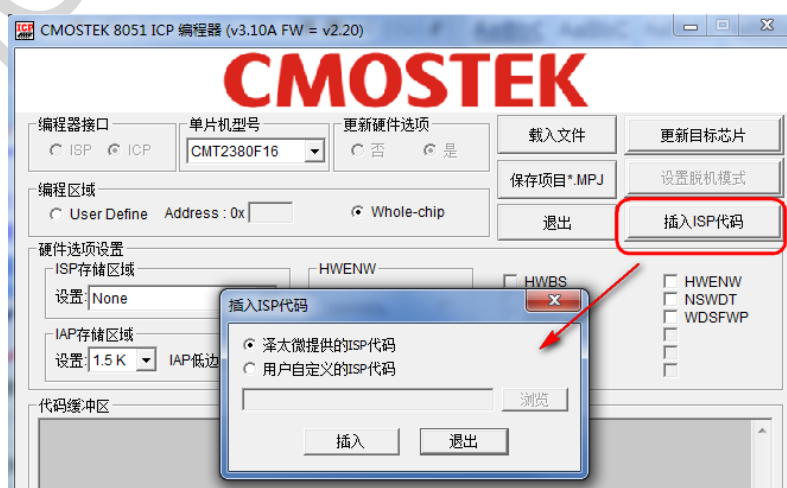 CMOSTEK 8051 ICP 编程器 (v3.10A FW = v2.20)
CMOSTEK
编程器接口
ISP ICP
单片机型号
CMT2380F16
更新硬件选项
否 是
载入文件
更新目标芯片
保存项目*.MPJ
设置脱机模式
退出
插入ISP代码
编程区域
User Define Address : 0x
Whole-chip
硬件选项设置
ISP存储区域
设置: None
HWENW
HWBS
HWENW
NSWDT
WDSFWP
IAP存储区域
设置: 1.5 K IAP低边
插入ISP代码
泽太微提供的ISP代码
用户自定义的ISP代码
浏览
插入 退出
代码缓冲区